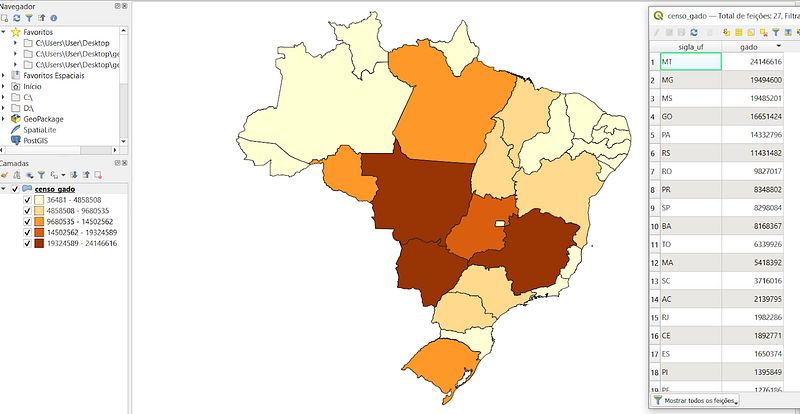 Navegador
Favoritos
C:\Users\User\Desktop
C:\Users\User\Desktop\ge
C:\Users\User\Desktop\ge
Favoritos Espaciais
Início
C:\
D:\
GeoPackage
SpatiaLite
PostGIS
Camadas
censo_gado
36481 - 4858508
4858508 - 9680535
9680535 - 14502562
14502562 - 19324589
19324589 - 24146616
censo_gado — Total de feições: 27, Filtra
sigla_uf gado
1 MT 24146616
2 MG 19494600
3 MS 19485201
4 GO 16651424
5 PA 14332796
6 RS 11431482
7 RO 9827017
8 PR 8348802
9 SP 8298084
10 BA 8168367
11 TO 6339926
12 MA 5418392
13 SC 3716016
14 AC 2139795
15 RJ 1982286
16 CE 1892771
17 ES 1650374
18 PI 1395849
19 PE 1276186
Mostrar todos os feições